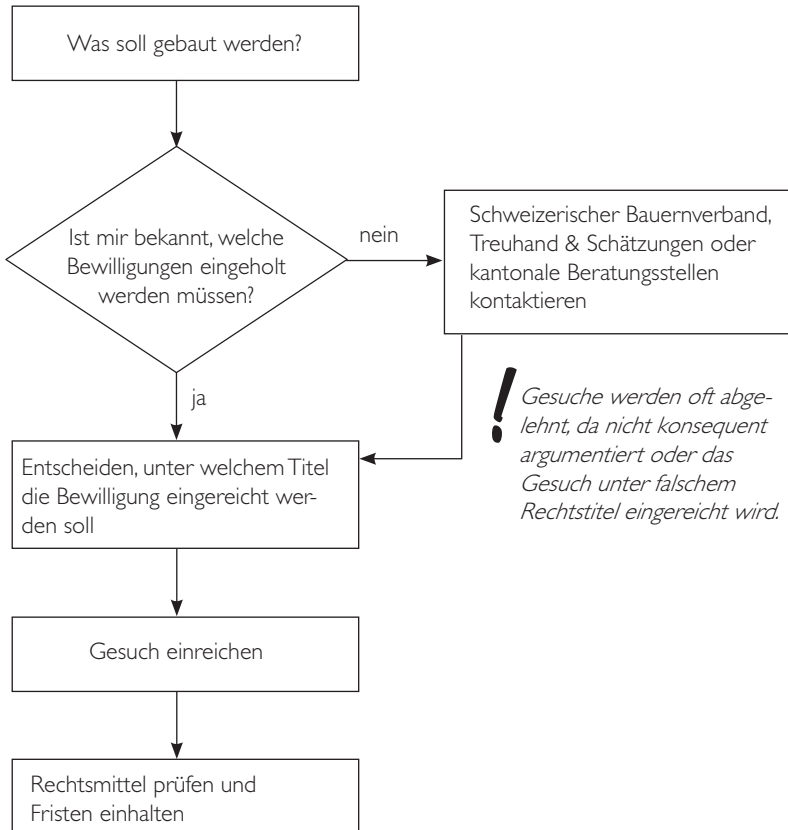 Was soll gebaut werden?
Ist mir bekannt, welche
Bewilligungen eingeholt
werden müssen?
nein
Schweizerischer Bauernverband,
Treuhand & Schätzungen oder
kantonale Beratungsstellen
kontaktieren
ja
! Gesuche werden oft abge-
lehnt, da nicht konsequent
argumentiert oder das
Gesuch unter falschem
Rechtstitel eingereicht wird.
Entscheiden, unter welchem Titel
die Bewilligung eingereicht wer-
den soll
Gesuch einreichen
Rechtsmittel prüfen und
Fristen einhalten